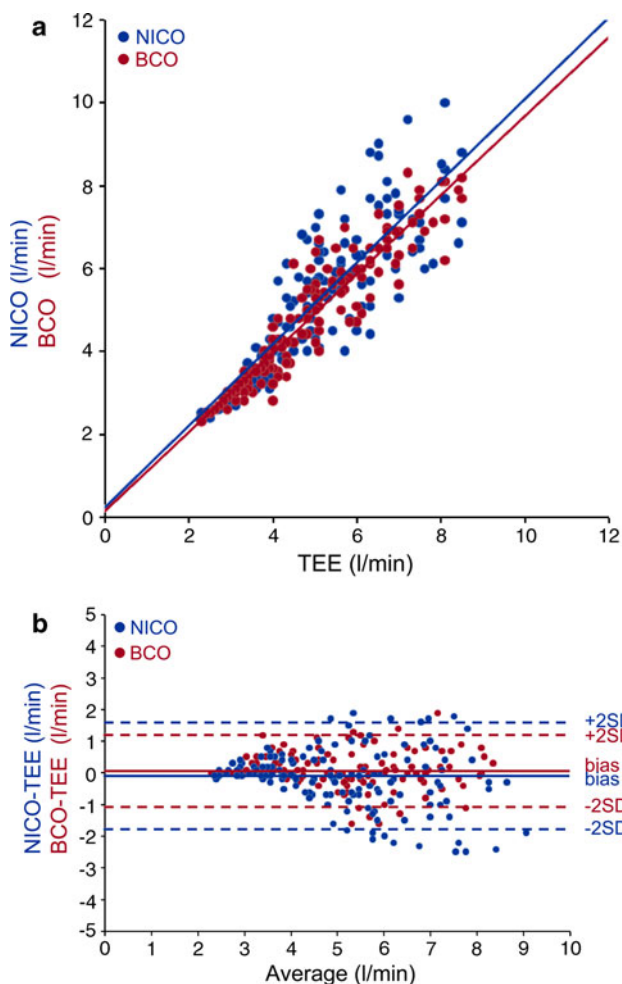 a
NICO
BCO
NICO (l/min)
BCO (l/min)
12
10
8
6
4
2
0
0 2 4 6 8 10 12
TEE (l/min)
b
NICO
BCO
NICO-TEE (l/min)
BCO-TEE (l/min)
5
4
3
2
1
0
-1
-2
-3
-4
-5
+2SD
+2SD
bias
bias
-2SD
-2SD
0 1 2 3 4 5 6 7 8 9 10
Average (l/min)